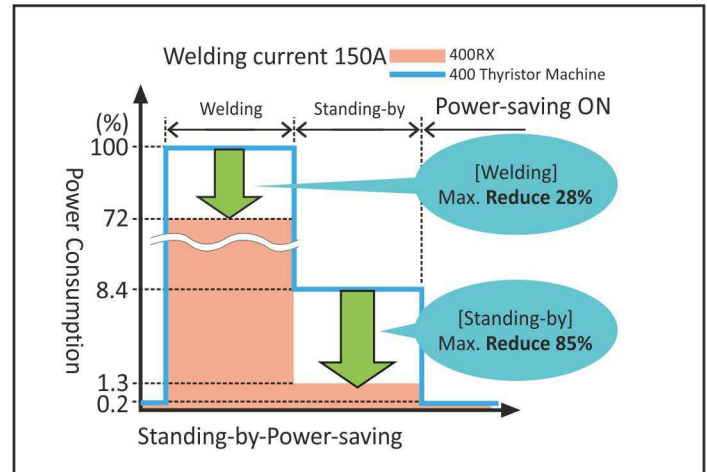 Welding current 150A
400RX
400 Thyristor Machine
Welding
Standing-by
Power-saving ON
(%)
100
72
8.4
1.3
0.2
Power Consumption
[Welding]
Max. Reduce 28%
[Standing-by]
Max. Reduce 85%
Standing-by-Power-saving